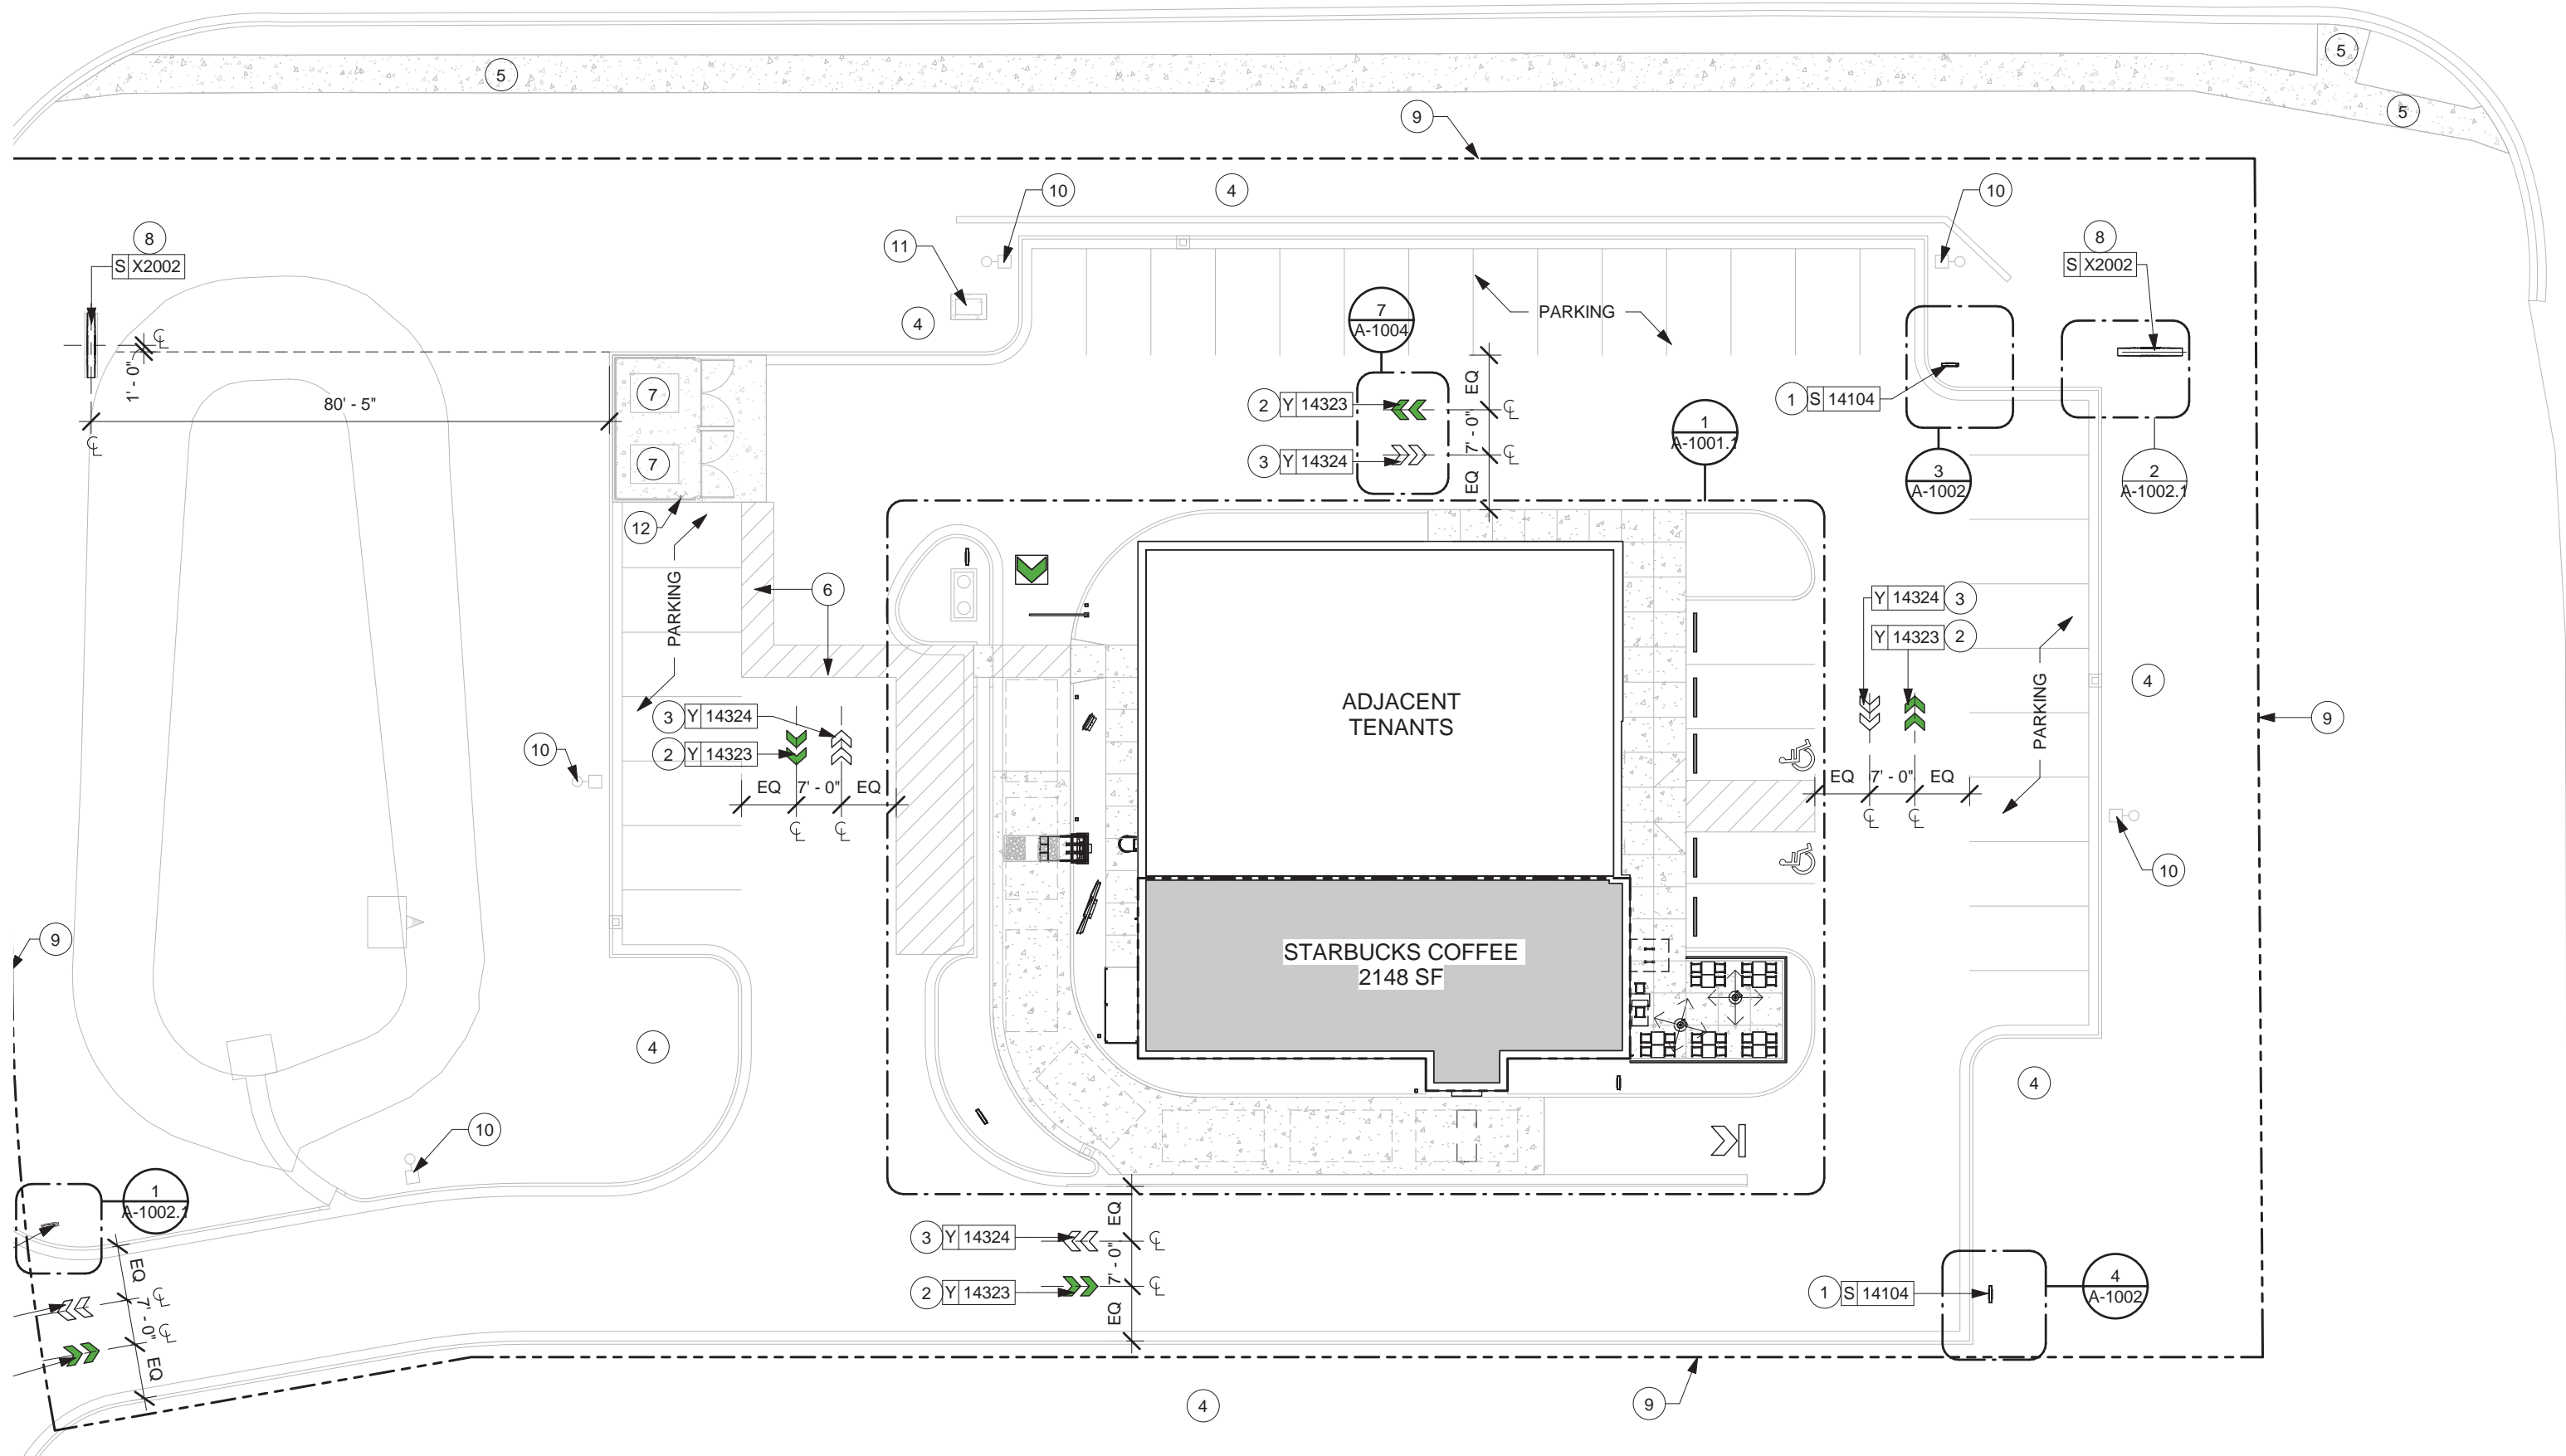 5
5
5
9
10
4
10
8
S X2002
11
4
8
S X2002
7
A-1004
PARKING
1' - 0"
℄
80' - 5"
℄
7
7
12
2 Y 14323
3 Y 14324
EQ
7' - 0"
EQ
℄
℄
1
A-1001.1
1 S 14104
3
A-1002
2
A-1002.1
PARKING
6
Y 14324 3
Y 14323 2
PARKING
4
9
3 Y 14324
2 Y 14323
10
EQ 7' - 0" EQ
℄ ℄
ADJACENT
TENANTS
EQ 7' - 0" EQ
℄ ℄
10
9
STARBUCKS COFFEE
2148 SF
4
4
10
1
A-1002.1
EQ
7' - 0"
EQ
℄
℄
3 Y 14324
2 Y 14323
EQ
7' - 0"
EQ
℄
℄
1 S 14104
4
A-1002
4
9